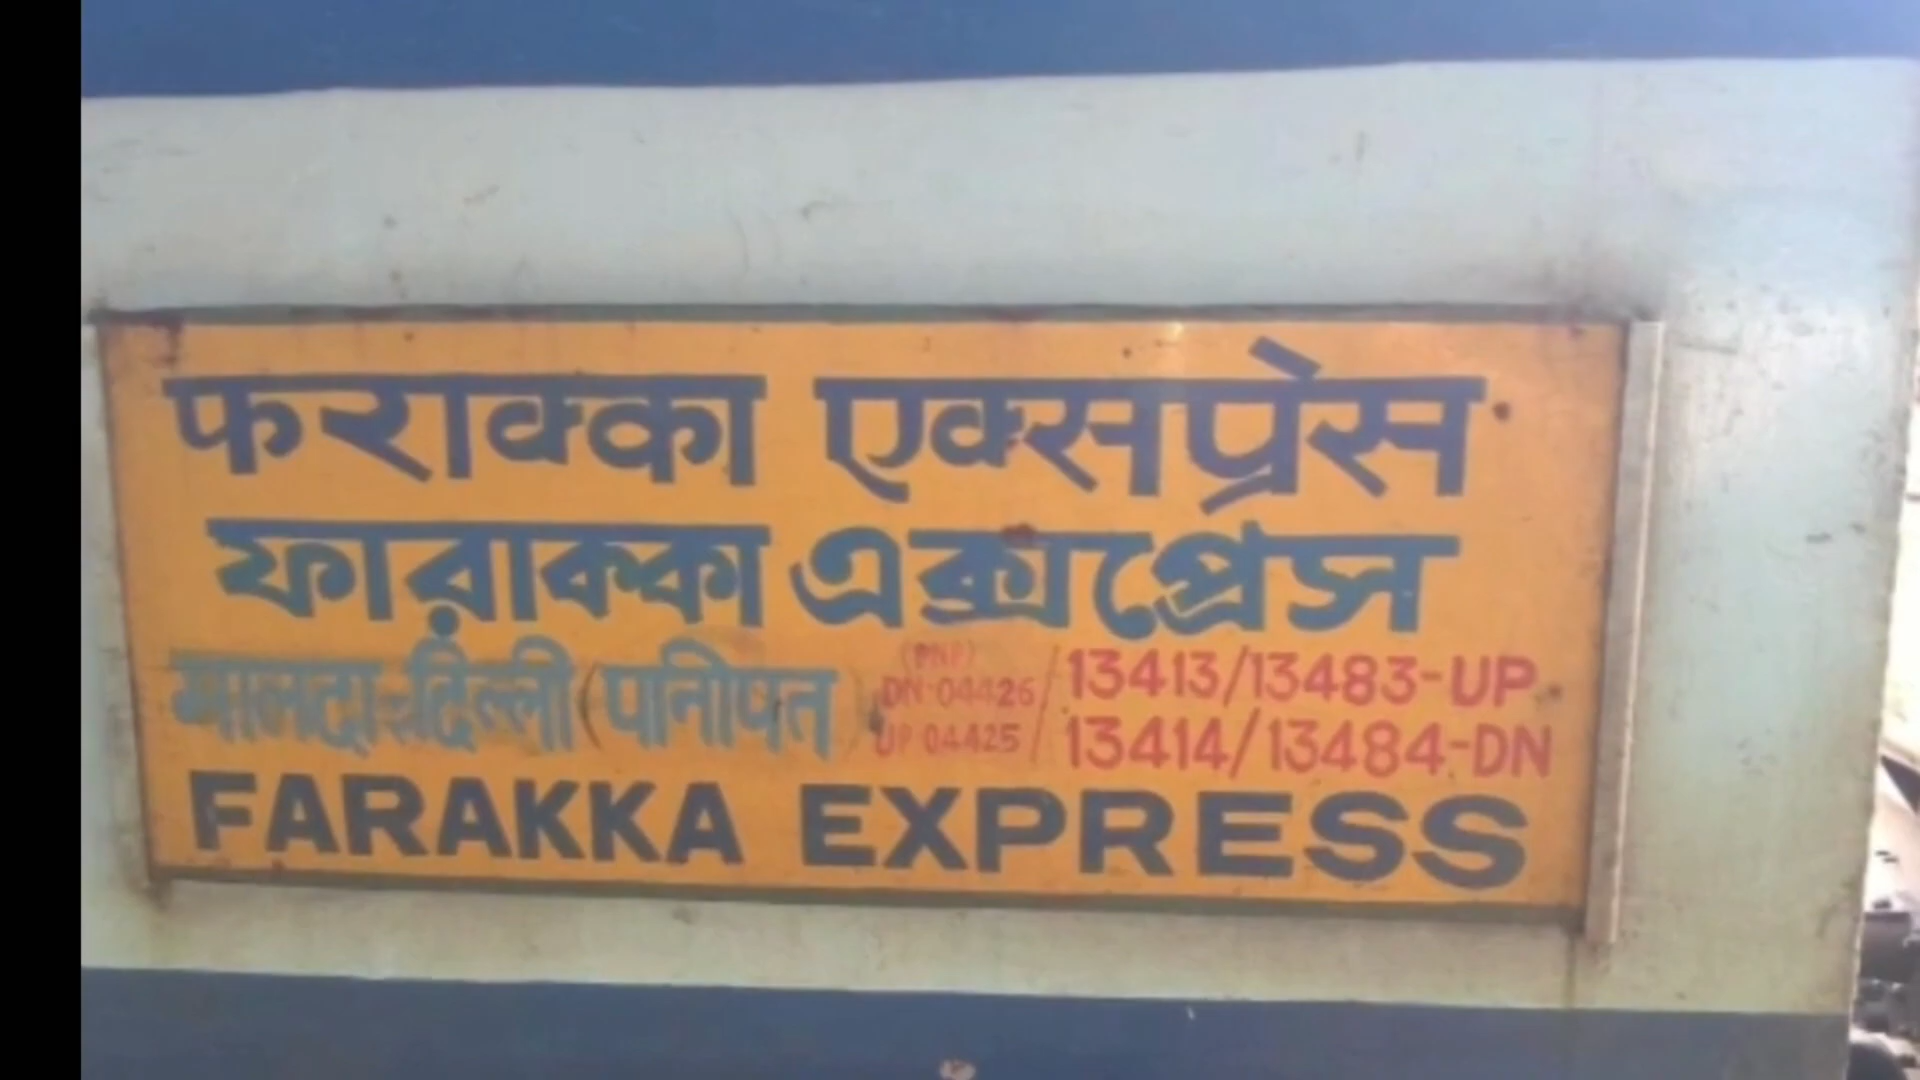 फराक्का एक्सप्रेस
ফারাক্কা এক্সপ্রেস
मालदा-दिल्ली (पानीपत)
(PNP)
DN-04426/
UP 04425/
13413/13483-UP
13414/13484-DN
FARAKKA EXPRESS